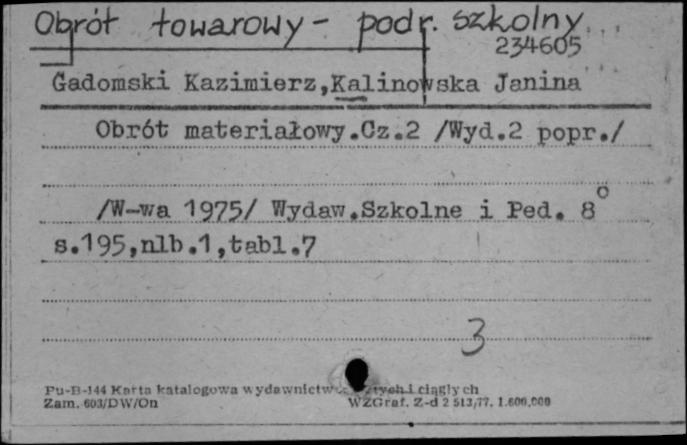 Obrót towarowy - podr. szkolny
234605
Gadomski Kazimierz,Kalinowska Janina
Obrót materiałowy.Cz.2 /Wyd.2 popr./
/W-wa 1975/ Wydaw.Szkolne i Ped. 8°
s.195,nlb.1,tabl.7
3
Pu-B-144 Karta katalogowa wydawnictw i ciągłych
Zam. 603/DW/On WZGraf. Z-d 2 513/77. 1.600.000